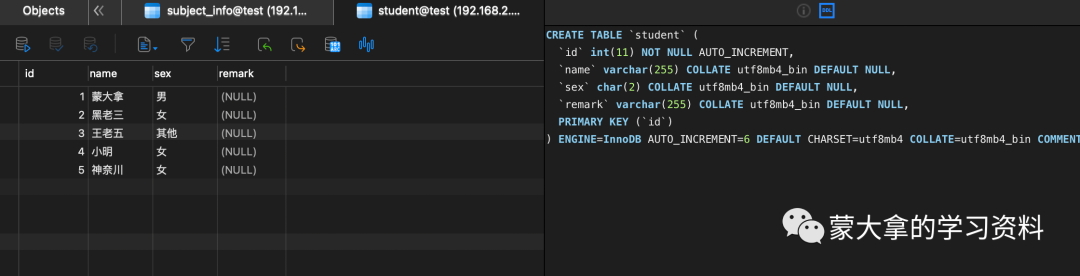 Objects
subject_info@test (192.1...
student@test (192.168.2....
id name sex remark
1 蒙大拿 男 (NULL)
2 黑老三 女 (NULL)
3 王老五 其他 (NULL)
4 小明 女 (NULL)
5 神奈川 女 (NULL)
SQL
CREATE TABLE `student` (
`id` int(11) NOT NULL AUTO_INCREMENT,
`name` varchar(255) COLLATE utf8mb4_bin DEFAULT NULL,
`sex` char(2) COLLATE utf8mb4_bin DEFAULT NULL,
`remark` varchar(255) COLLATE utf8mb4_bin DEFAULT NULL,
PRIMARY KEY (`id`)
) ENGINE=InnoDB AUTO_INCREMENT=6 DEFAULT CHARSET=utf8mb4 COLLATE=utf8mb4_bin COMMENT
蒙大拿的学习资料